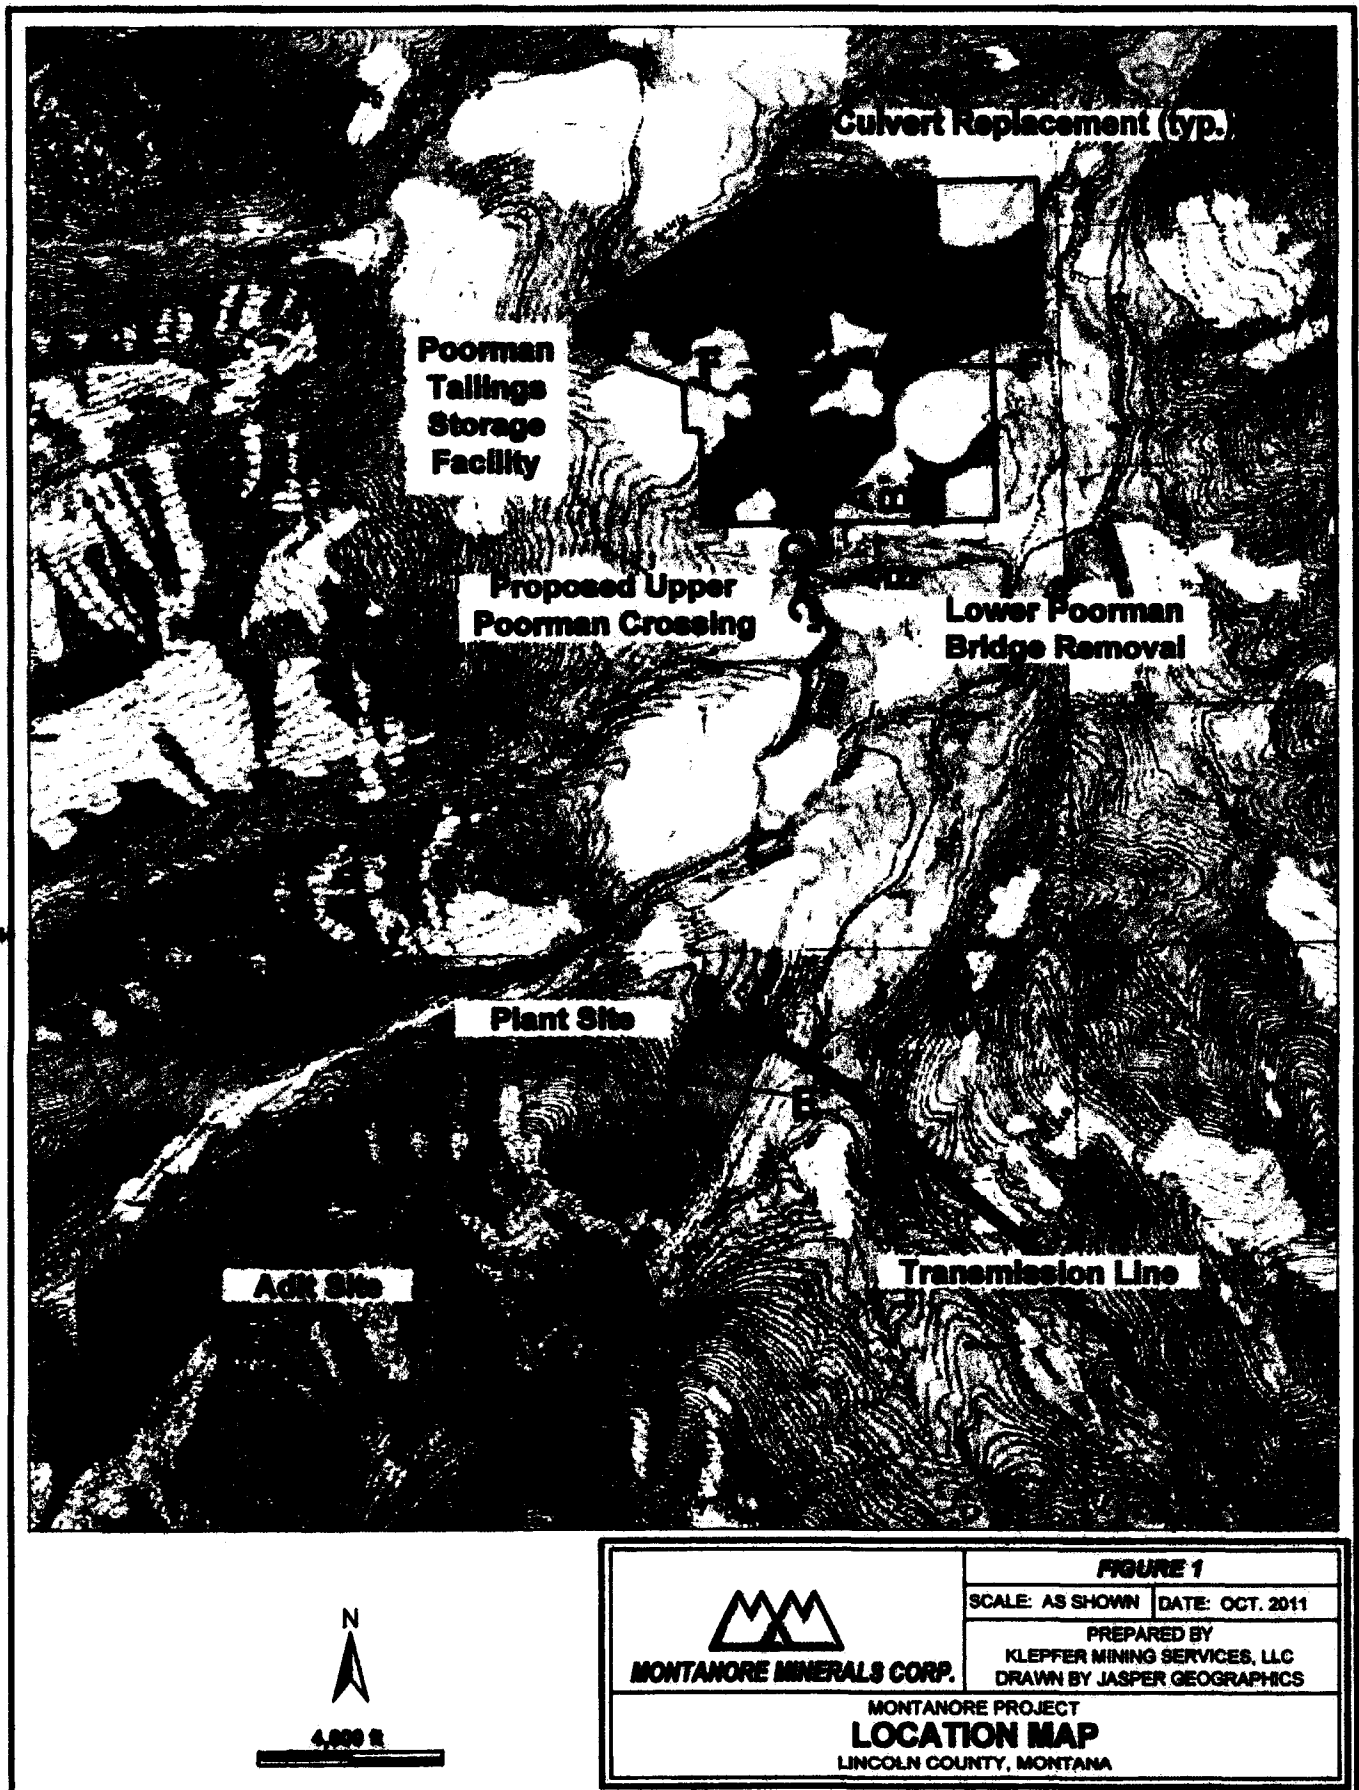 Culvert Replacement (typ.)
Poorman
Tailings
Storage
Facility
Proposed Upper
Poorman Crossing
Lower Poorman
Bridge Removal
Plant Site
Adit Site
Transmission Line
N
MONTANORE MINERALS CORP.
FIGURE 1
SCALE: AS SHOWN
DATE: OCT. 2011
PREPARED BY
KLEPFER MINING SERVICES, LLC
DRAWN BY JASPER GEOGRAPHICS
MONTANORE PROJECT
LOCATION MAP
LINCOLN COUNTY, MONTANA